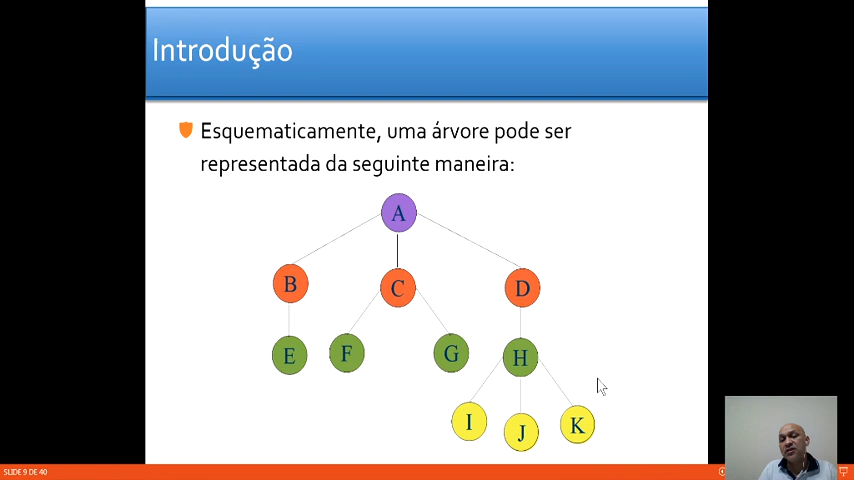 Introdução
Esquematicamente, uma árvore pode ser
representada da seguinte maneira:
A
B C D
E F G H
I J K
SLIDE 9 DE 40